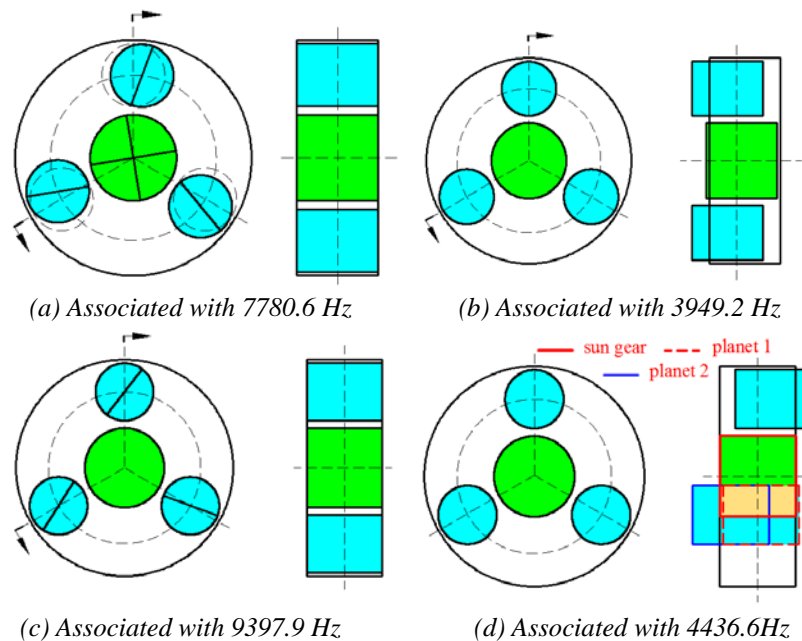 (a) Associated with 7780.6 Hz
(b) Associated with 3949.2 Hz
sun gear
planet 1
planet 2
(c) Associated with 9397.9 Hz
(d) Associated with 4436.6Hz